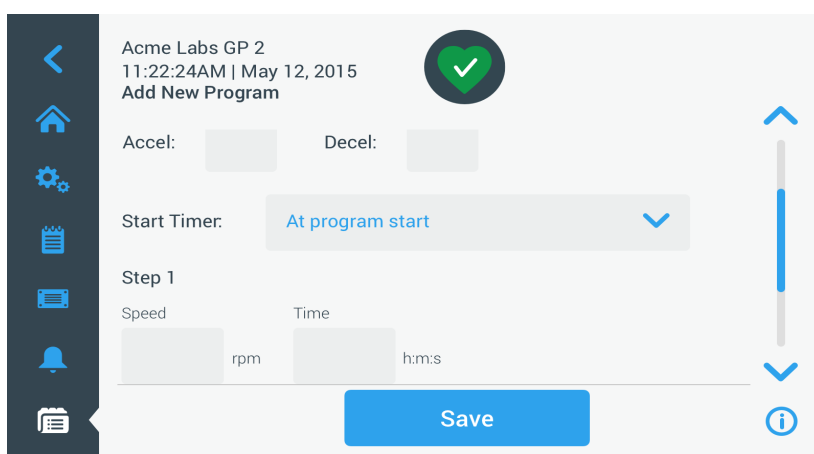 Acme Labs GP 2
11:22:24AM | May 12, 2015
Add New Program
Accel: Decel:
Start Timer: At program start
Step 1
Speed Time
rpm h:m:s
Save